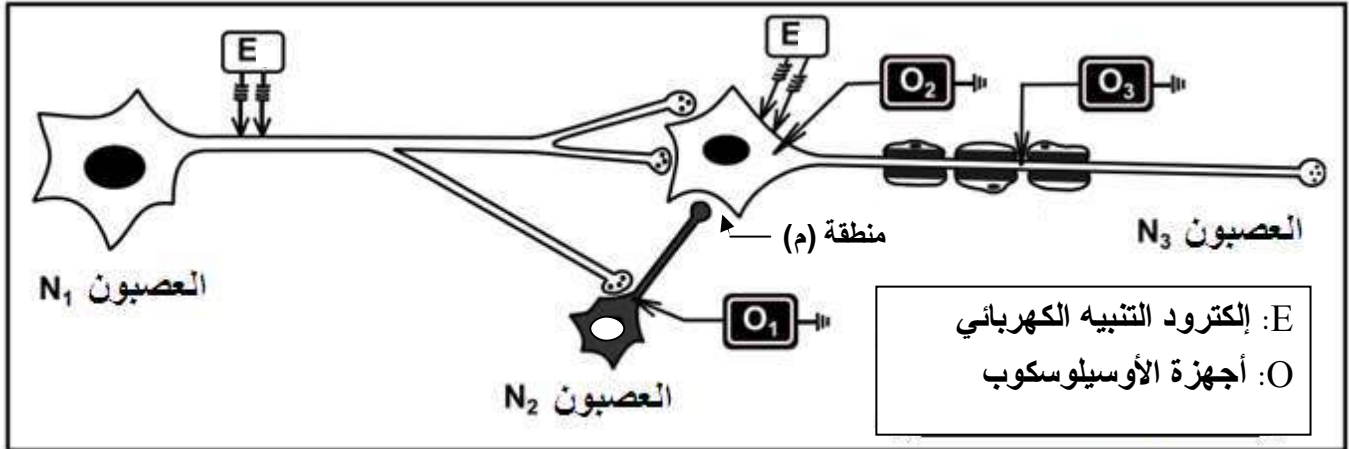 E
E
O₂
O₃
منطقة (م)
العصبون N₃
العصبون N₁
O₁
E: إلكترود التنبيه الكهربائي
O: أجهزة الأوسيلوسكوب
العصبون N₂